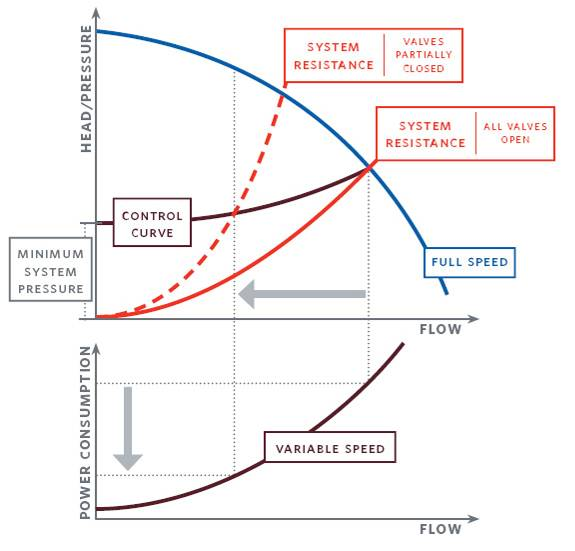 HEAD/PRESSURE
SYSTEM
RESISTANCE
VALVES
PARTIALLY
CLOSED
SYSTEM
RESISTANCE
ALL VALVES
OPEN
CONTROL
CURVE
MINIMUM
SYSTEM
PRESSURE
FULL SPEED
FLOW
POWER CONSUMPTION
VARIABLE SPEED
FLOW